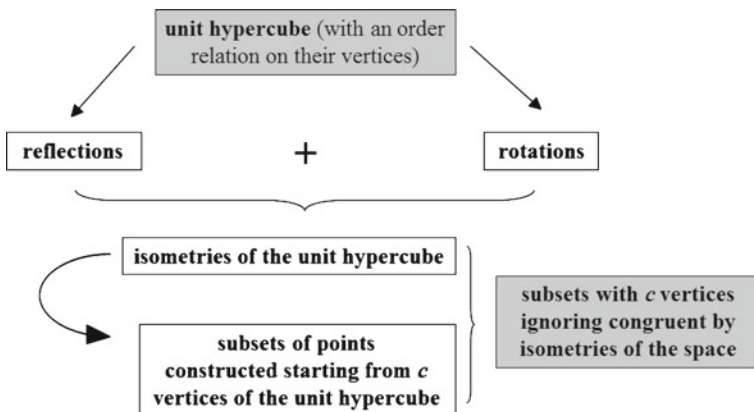 unit hypercube (with an order
relation on their vertices)
reflections
+
rotations
isometries of the unit hypercube
subsets of points
constructed starting from c
vertices of the unit hypercube
subsets with c vertices
ignoring congruent by
isometries of the space